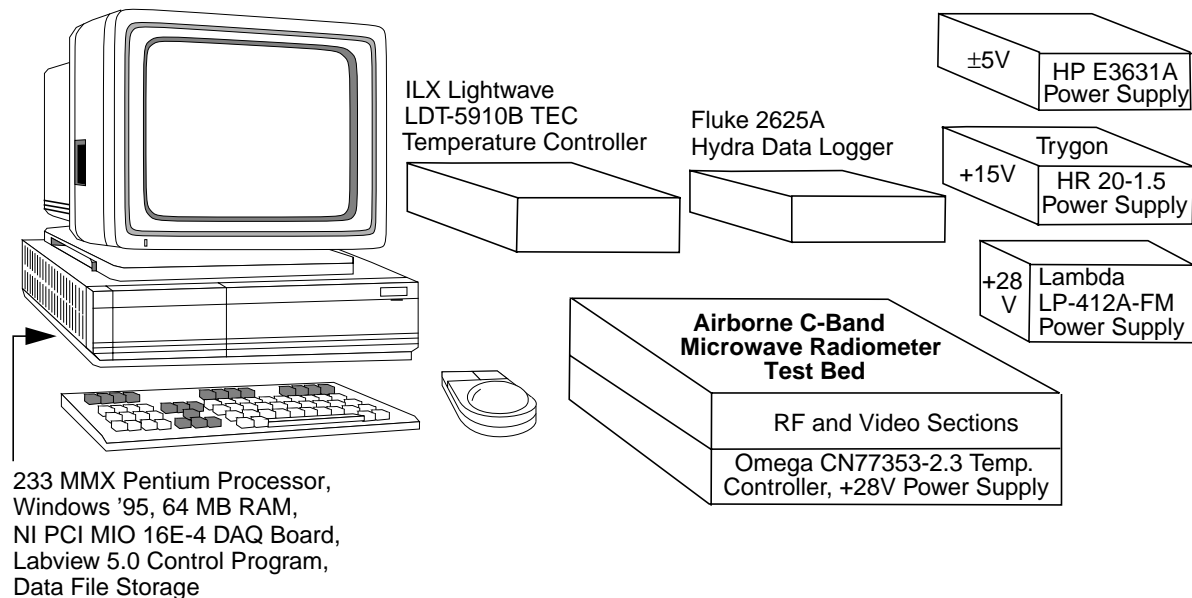 ILX Lightwave
LDT-5910B TEC
Temperature Controller
Fluke 2625A
Hydra Data Logger
±5V
HP E3631A
Power Supply
Trygon
+15V
HR 20-1.5
Power Supply
+28
V
Lambda
LP-412A-FM
Power Supply
Airborne C-Band
Microwave Radiometer
Test Bed
RF and Video Sections
Omega CN77353-2.3 Temp.
Controller, +28V Power Supply
233 MMX Pentium Processor,
Windows '95, 64 MB RAM,
NI PCI MIO 16E-4 DAQ Board,
Labview 5.0 Control Program,
Data File Storage